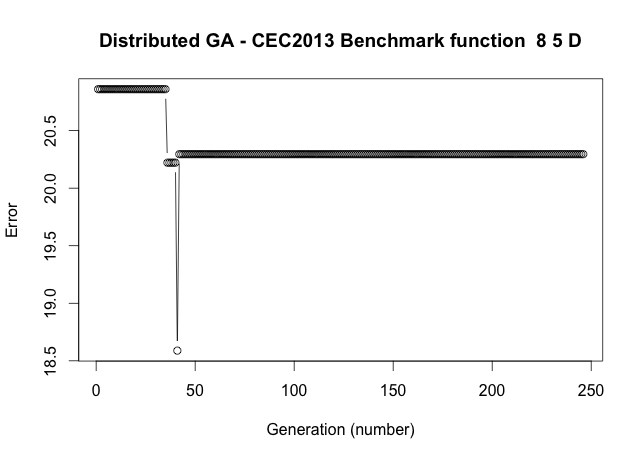 Distributed GA - CEC2013 Benchmark function  8 5 D
Error
20.5
20.0
19.5
19.0
18.5
0 50 100 150 200 250
Generation (number)